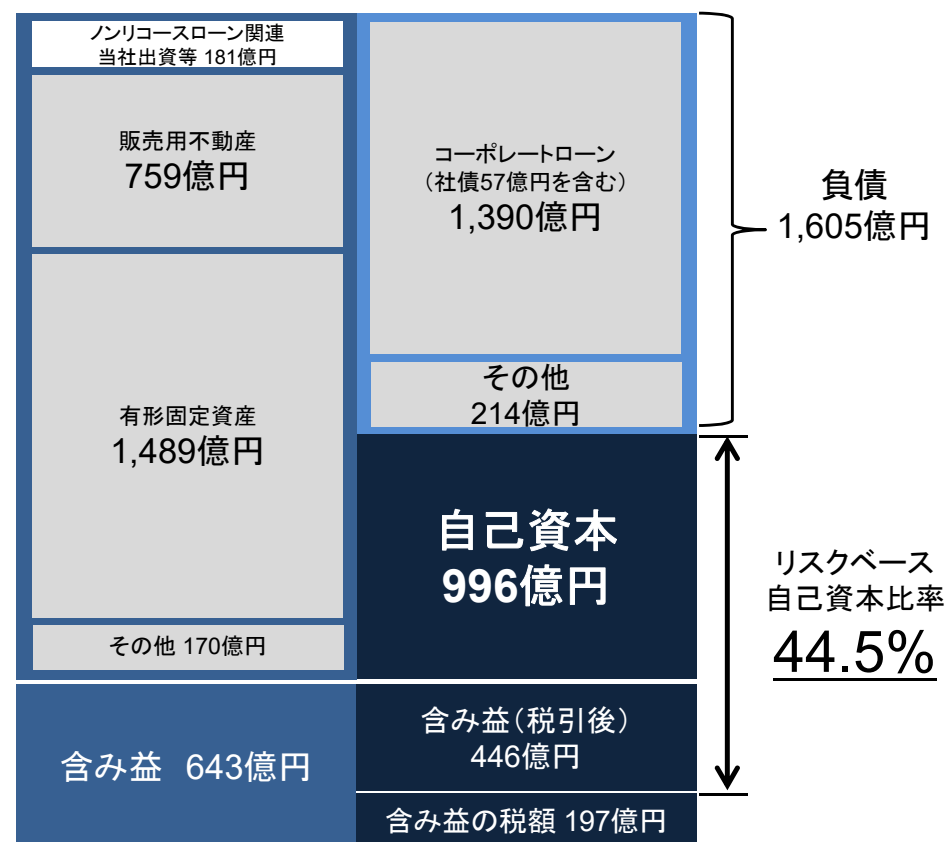 ノンリコースローン関連
当社出資等 181億円
販売用不動産
759億円
有形固定資産
1,489億円
その他 170億円
含み益 643億円
コーポレートローン
（社債57億円を含む）
1,390億円
その他
214億円
自己資本
996億円
含み益（税引後）
446億円
含み益の税額 197億円
負債
1,605億円
リスクベース
自己資本比率
44.5%